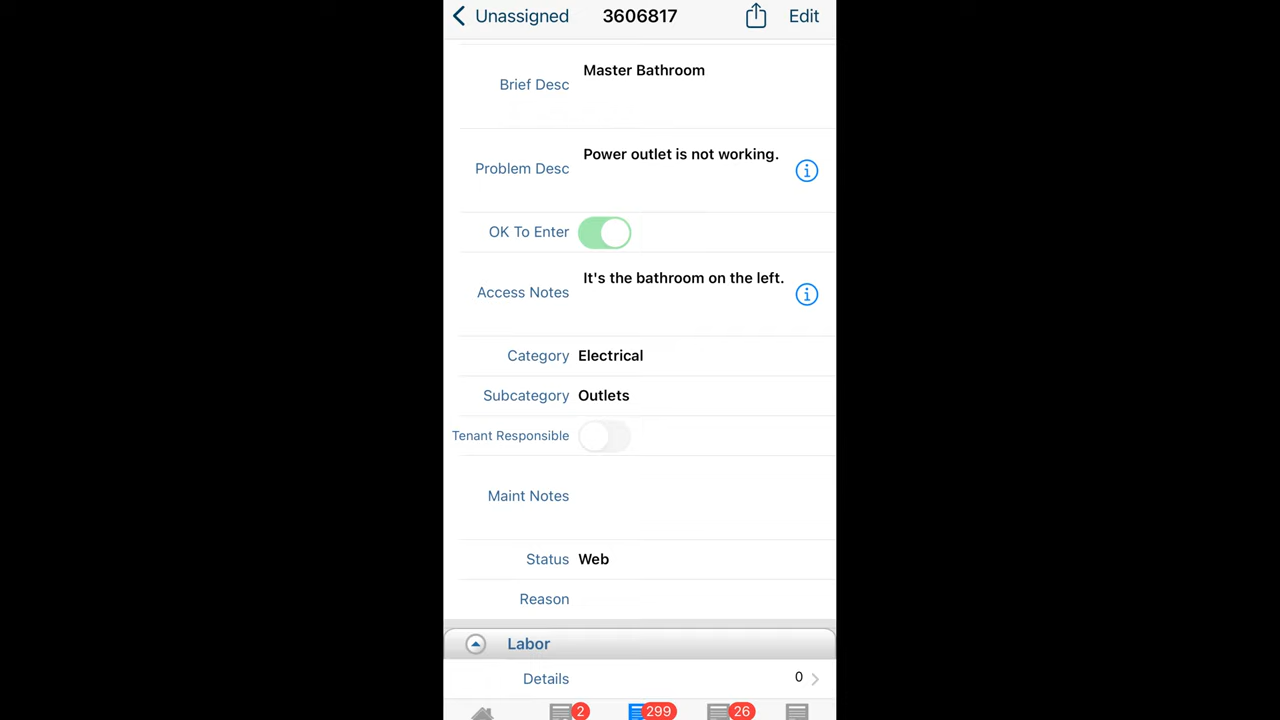 Unassigned 3606817 Edit
Brief Desc Master Bathroom
Problem Desc Power outlet is not working.
OK To Enter
Access Notes It's the bathroom on the left.
Category Electrical
Subcategory Outlets
Tenant Responsible
Maint Notes
Status Web
Reason
Labor
Details 0
2 299 26